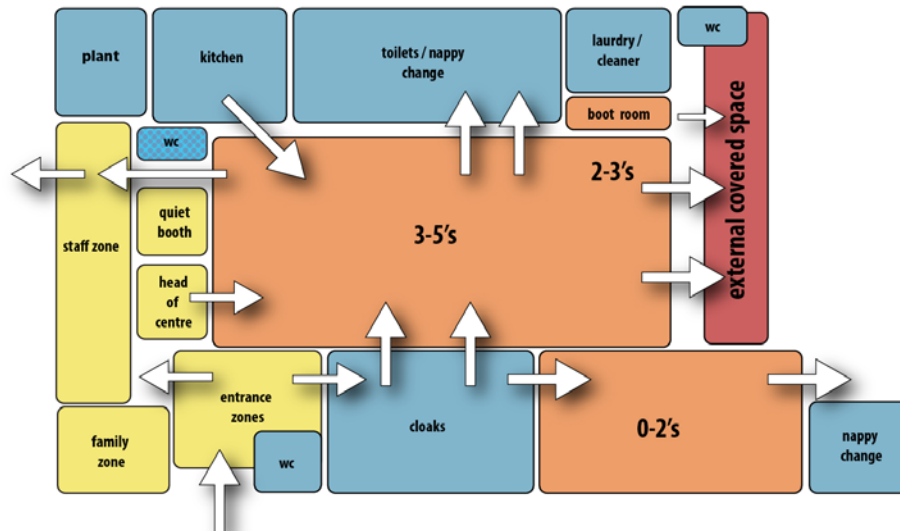 plant
kitchen
toilets / nappy
change
laurdry /
cleaner
wc
boot room
external covered space
wc
2-3's
3-5's
quiet
booth
staff zone
head
of
centre
entrance
zones
cloaks
0-2's
family
zone
wc
nappy
change